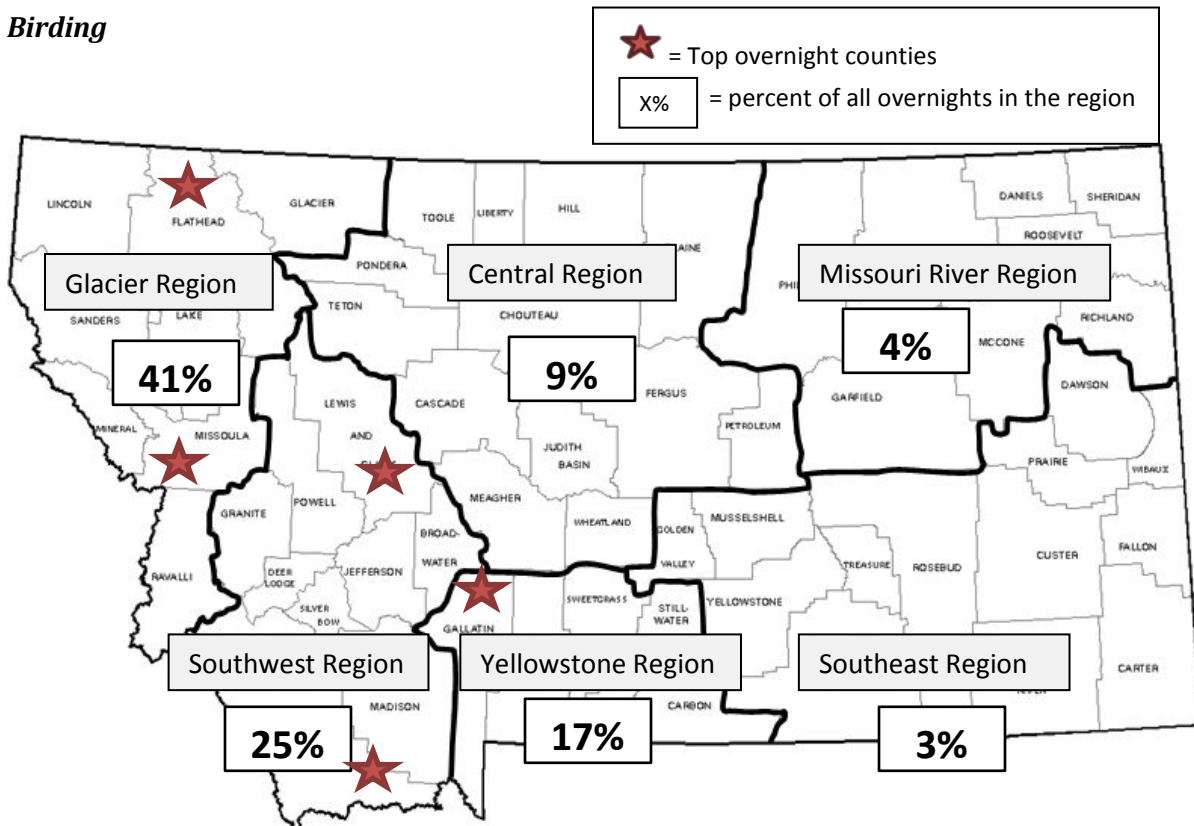 Birding
= Top overnight counties
X% = percent of all overnights in the region
LINCOLN
FLATHEAD
GLACIER
TOOLE
LIBERTY
HILL
DANIELS
SHERIDAN
ROOSEVELT
PONDERA
Glacier Region
Central Region
Missouri River Region
TETON
CHOUTEAU
SANDERS
LAKE
RICHLAND
41%
9%
4%
MCCONE
DAWSON
LEWIS
AND
CASCADE
FERGUS
GARFIELD
MINERAL
MISSOULA
PETROLEUM
JUDITH
BASIN
PRAIRIE
WIBAUX
POWELL
GRANITE
MEAGHER
BROAD-
WATER
WHEATLAND
GOLDEN
VALLEY
MUSSELSHELL
TREASURE
ROSEBUD
CUSTER
FALLON
RAVALLI
DEER
LODGE
JEFFERSON
SILVER
BOW
GALLATIN
SWEETGRASS
STILL-
WATER
YELLOWSTONE
Southwest Region
Yellowstone Region
Southeast Region
CARTER
MADISON
CARBON
25%
17%
3%